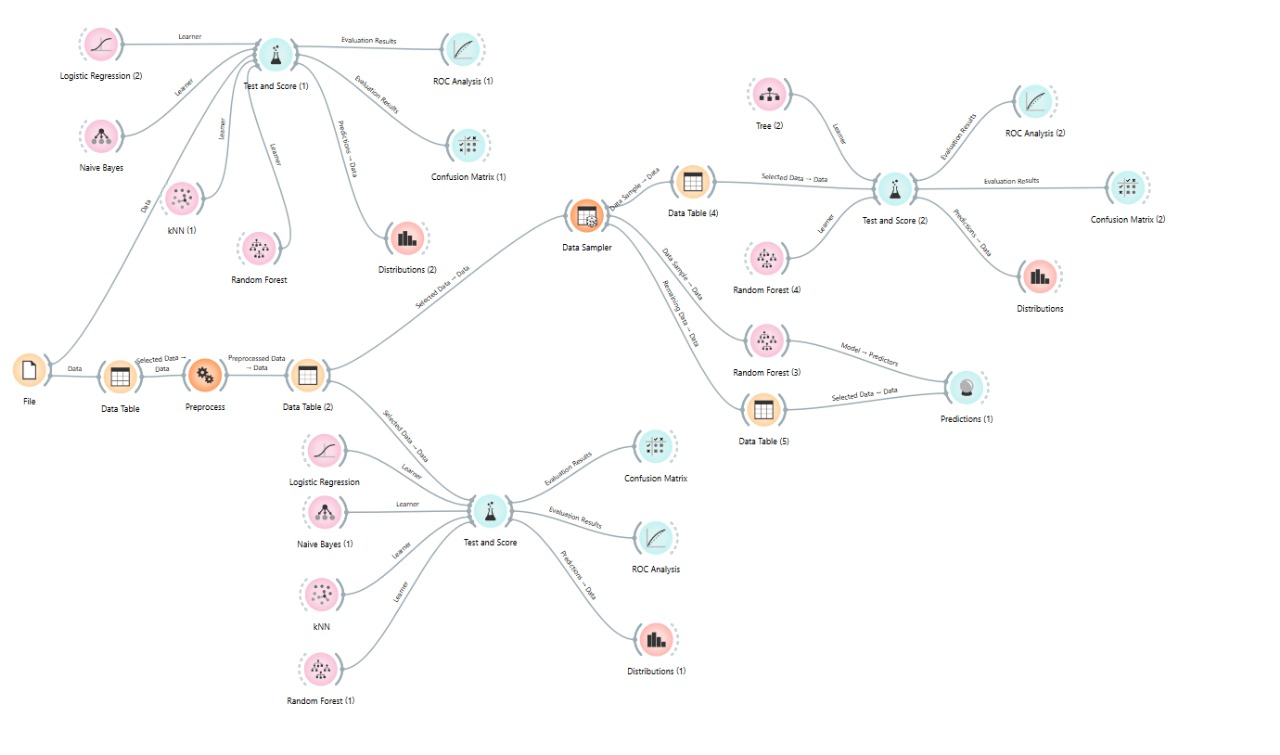 Logistic Regression (2)
Learner
Test and Score (1)
Evaluation Results
ROC Analysis (1)
Naive Bayes
Learner
Evaluation Results
Confusion Matrix (1)
kNN (1)
Learner
Random Forest
Learner
Predictions → Data
Distributions (2)
Data
File
Data
Data Table
Selected Data →
Data
Preprocess
Preprocessed Data
→ Data
Data Table (2)
Selected Data → Data
Data Sampler
Data Sample → Data
Data Table (4)
Selected Data → Data
Tree (2)
Learner
Test and Score (2)
Random Forest (4)
Learner
Evaluation Results
ROC Analysis (2)
Evaluation Results
Confusion Matrix (2)
Predictions → Data
Distributions
Data Sample → Data
Random Forest (3)
Model → Predictors
Remaining Data → Data
Data Table (5)
Selected Data → Data
Predictions (1)
Selected Data → Data
Logistic Regression
Learner
Naive Bayes (1)
Learner
Test and Score
kNN
Learner
Random Forest (1)
Learner
Evaluation Results
Confusion Matrix
Evaluation Results
ROC Analysis
Predictions → Data
Distributions (1)